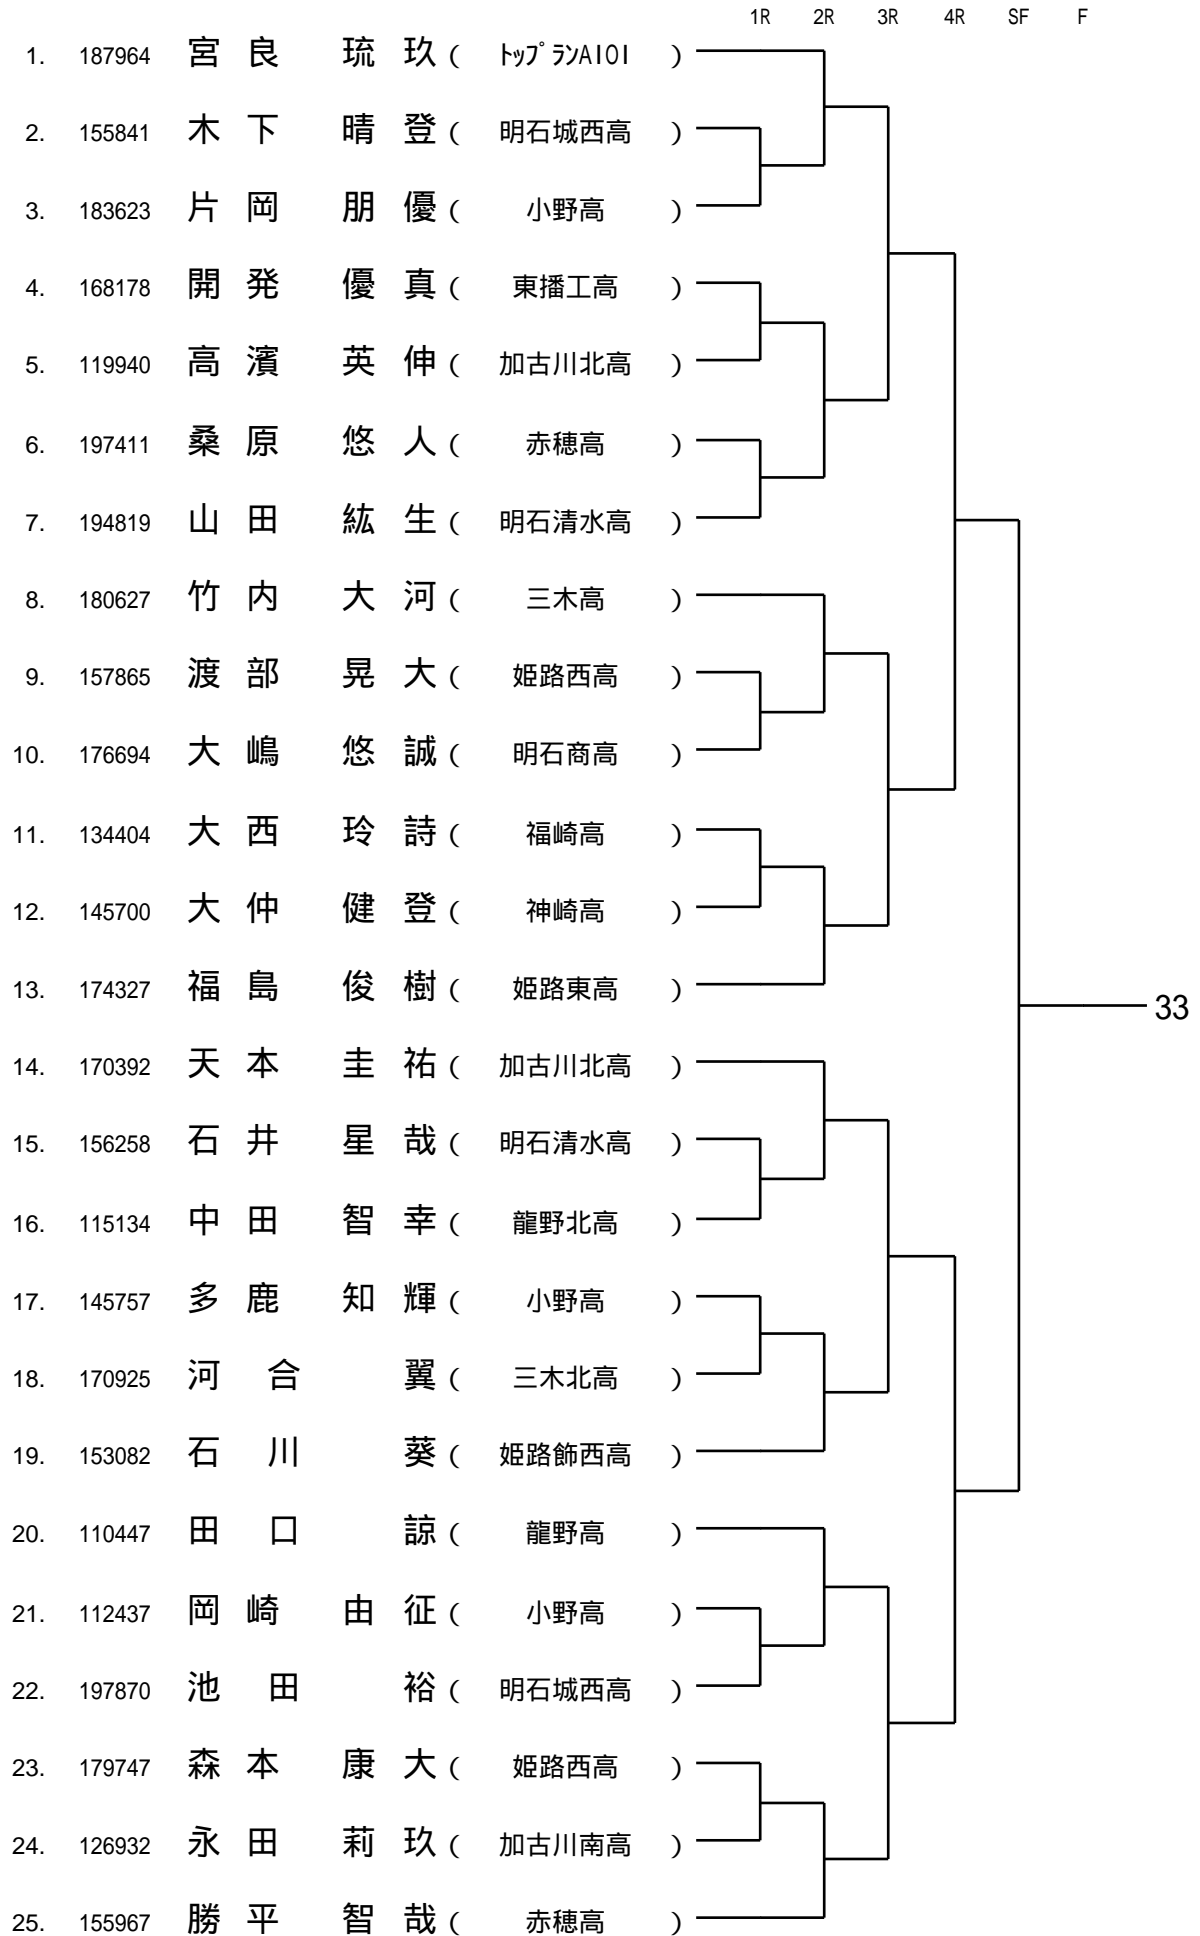 1R 2R 3R 4R SF F
1. 187964 宮良 琉玖 ( トップランAIOI )
2. 155841 木下 晴登 ( 明石城西高 )
3. 183623 片岡 朋優 ( 小野高 )
4. 168178 開発 優真 ( 東播工高 )
5. 119940 高濱 英伸 ( 加古川北高 )
6. 197411 桑原 悠人 ( 赤穂高 )
7. 194819 山田 紘生 ( 明石清水高 )
8. 180627 竹内 大河 ( 三木高 )
9. 157865 渡部 晃大 ( 姫路西高 )
10. 176694 大嶋 悠誠 ( 明石商高 )
11. 134404 大西 玲詩 ( 福崎高 )
12. 145700 大仲 健登 ( 神崎高 )
13. 174327 福島 俊樹 ( 姫路東高 )
33
14. 170392 天本 圭祐 ( 加古川北高 )
15. 156258 石井 星哉 ( 明石清水高 )
16. 115134 中田 智幸 ( 龍野北高 )
17. 145757 多鹿 知輝 ( 小野高 )
18. 170925 河合 翼 ( 三木北高 )
19. 153082 石川 葵 ( 姫路飾西高 )
20. 110447 田口 諒 ( 龍野高 )
21. 112437 岡崎 由征 ( 小野高 )
22. 197870 池田 裕 ( 明石城西高 )
23. 179747 森本 康大 ( 姫路西高 )
24. 126932 永田 莉玖 ( 加古川南高 )
25. 155967 勝平 智哉 ( 赤穂高 )